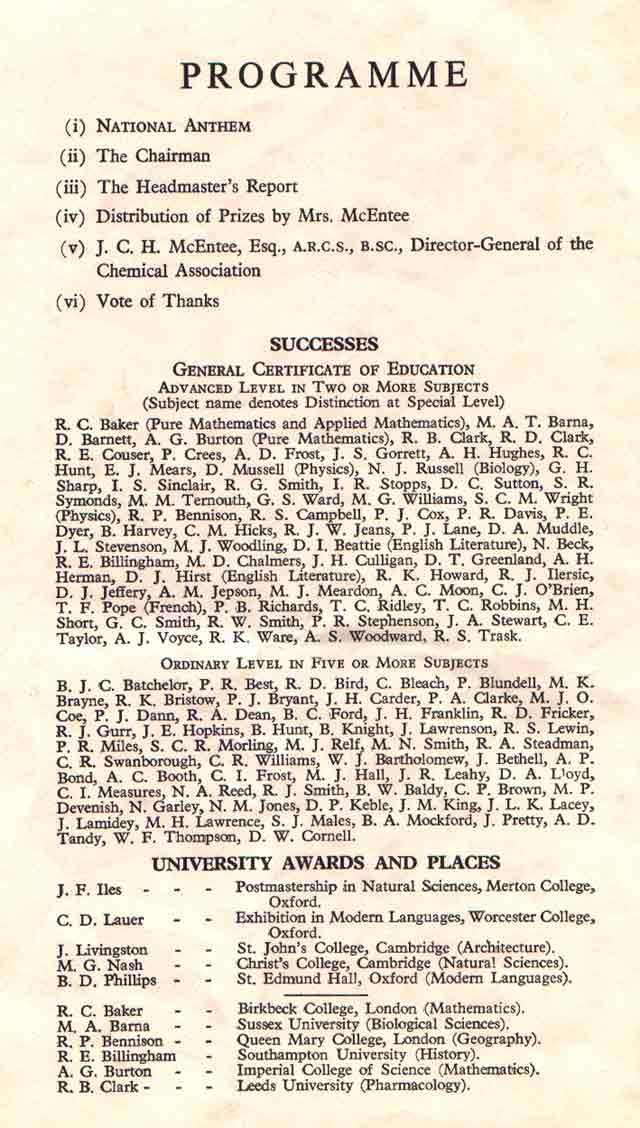 PROGRAMME
(i) NATIONAL ANTHEM
(ii) The Chairman
(iii) The Headmaster's Report
(iv) Distribution of Prizes by Mrs. McEntee
(v) J. C. H. McEntee, Esq., A.R.C.S., B.SC., Director-General of the
Chemical Association
(vi) Vote of Thanks
SUCCESSES
GENERAL CERTIFICATE OF EDUCATION
ADVANCED LEVEL IN TWO OR MORE SUBJECTS
(Subject name denotes Distinction at Special Level)
R. C. Baker (Pure Mathematics and Applied Mathematics), M. A. T. Barna,
D. Barnett, A. G. Burton (Pure Mathematics), R. B. Clark, R. D. Clark,
R. E. Couser, P. Crees, A. D. Frost, J. S. Gorrett, A. H. Hughes, R. C.
Hunt, E. J. Mears, D. Mussell (Physics), N. J. Russell (Biology), G. H.
Sharp, I. S. Sinclair, R. G. Smith, I. R. Stopps, D. C. Sutton, S. R.
Symonds, M. M. Ternouth, G. S. Ward, M. G. Williams, S. C. M. Wright
(Physics), R. P. Bennison, R. S. Campbell, P. J. Cox, P. R. Davis, P. E.
Dyer, B. Harvey, C. M. Hicks, R. J. W. Jeans, P. J. Lane, D. A. Muddle,
J. L. Stevenson, M. J. Woodling, D. I. Beattie (English Literature), N. Beck,
R. E. Billingham, M. D. Chalmers, J. H. Culligan, D. T. Greenland, A. H.
Herman, D. J. Hirst (English Literature), R. K. Howard, R. J. Ilersic,
D. J. Jeffery, A. M. Jepson, M. J. Meardon, A. C. Moon, C. J. O'Brien,
T. F. Pope (French), P. B. Richards, T. C. Ridley, T. C. Robbins, M. H.
Short, G. C. Smith, R. W. Smith, P. R. Stephenson, J. A. Stewart, C. E.
Taylor, A. J. Voyce, R. K. Ware, A. S. Woodward, R. S. Trask.
ORDINARY LEVEL IN FIVE OR MORE SUBJECTS
B. J. C. Batchelor, P. R. Best, R. D. Bird, C. Bleach, P. Blundell, M. K.
Brayne, R. K. Bristow, P. J. Bryant, J. H. Carder, P. A. Clarke, M. J. O.
Coe, P. J. Dann, R. A. Dean, B. C. Ford, J. H. Franklin, R. D. Fricker,
R. J. Gurr, J. E. Hopkins, B. Hunt, B. Knight, J. Lawrenson, R. S. Lewin,
P. R. Miles, S. C. R. Morling, M. J. Relf, M. N. Smith, R. A. Steadman,
C. R. Swanborough, C. R. Williams, W. J. Bartholomew, J. Bethell, A. P.
Bond, A. C. Booth, C. I. Frost, M. J. Hall, J. R. Leahy, D. A. Lloyd,
C. I. Measures, N. A. Reed, R. J. Smith, B. W. Baldy, C. P. Brown, M. P.
Devenish, N. Garley, N. M. Jones, D. P. Keble, J. M. King, J. L. K. Lacey,
J. Lamidey, M. H. Lawrence, S. J. Males, B. A. Mockford, J. Pretty, A. D.
Tandy, W. F. Thompson, D. W. Cornell.
UNIVERSITY AWARDS AND PLACES
J. F. Iles - - - Postmastership in Natural Sciences, Merton College,
Oxford.
C. D. Lauer - - Exhibition in Modern Languages, Worcester College,
Oxford.
J. Livingston - - St. John's College, Cambridge (Architecture).
M. G. Nash - - Christ's College, Cambridge (Natural Sciences).
B. D. Phillips - - St. Edmund Hall, Oxford (Modern Languages).
R. C. Baker - - Birkbeck College, London (Mathematics).
M. A. Barna - - Sussex University (Biological Sciences).
R. P. Bennison - - Queen Mary College, London (Geography).
R. E. Billingham - Southampton University (History).
A. G. Burton - - Imperial College of Science (Mathematics).
R. B. Clark - - - Leeds University (Pharmacology).